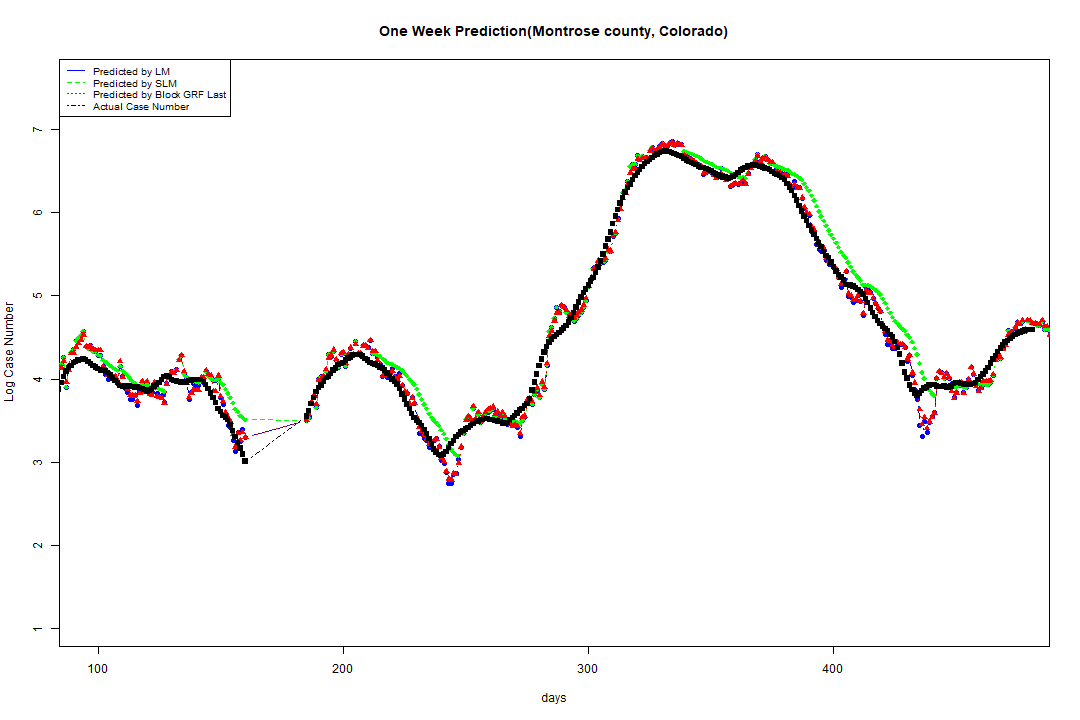 One Week Prediction(Montrose county, Colorado)
Predicted by LM
Predicted by SLM
Predicted by Block GRF Last
Actual Case Number
7
6
5
4
3
2
1
Log Case Number
100 200 300 400
days